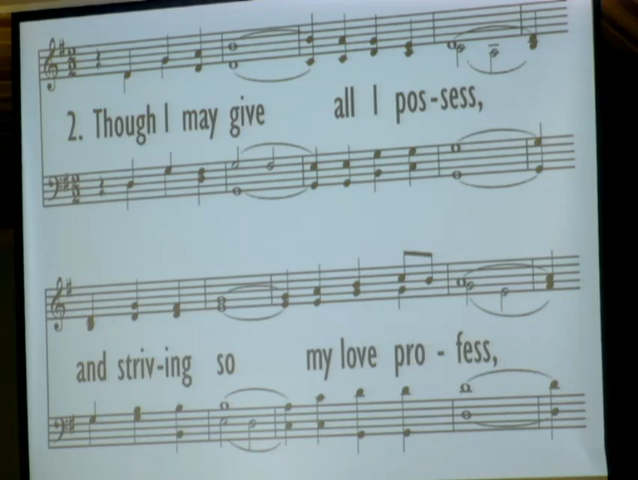 2. Though I may give all I pos-sess,
and striv-ing so my love pro - fess,